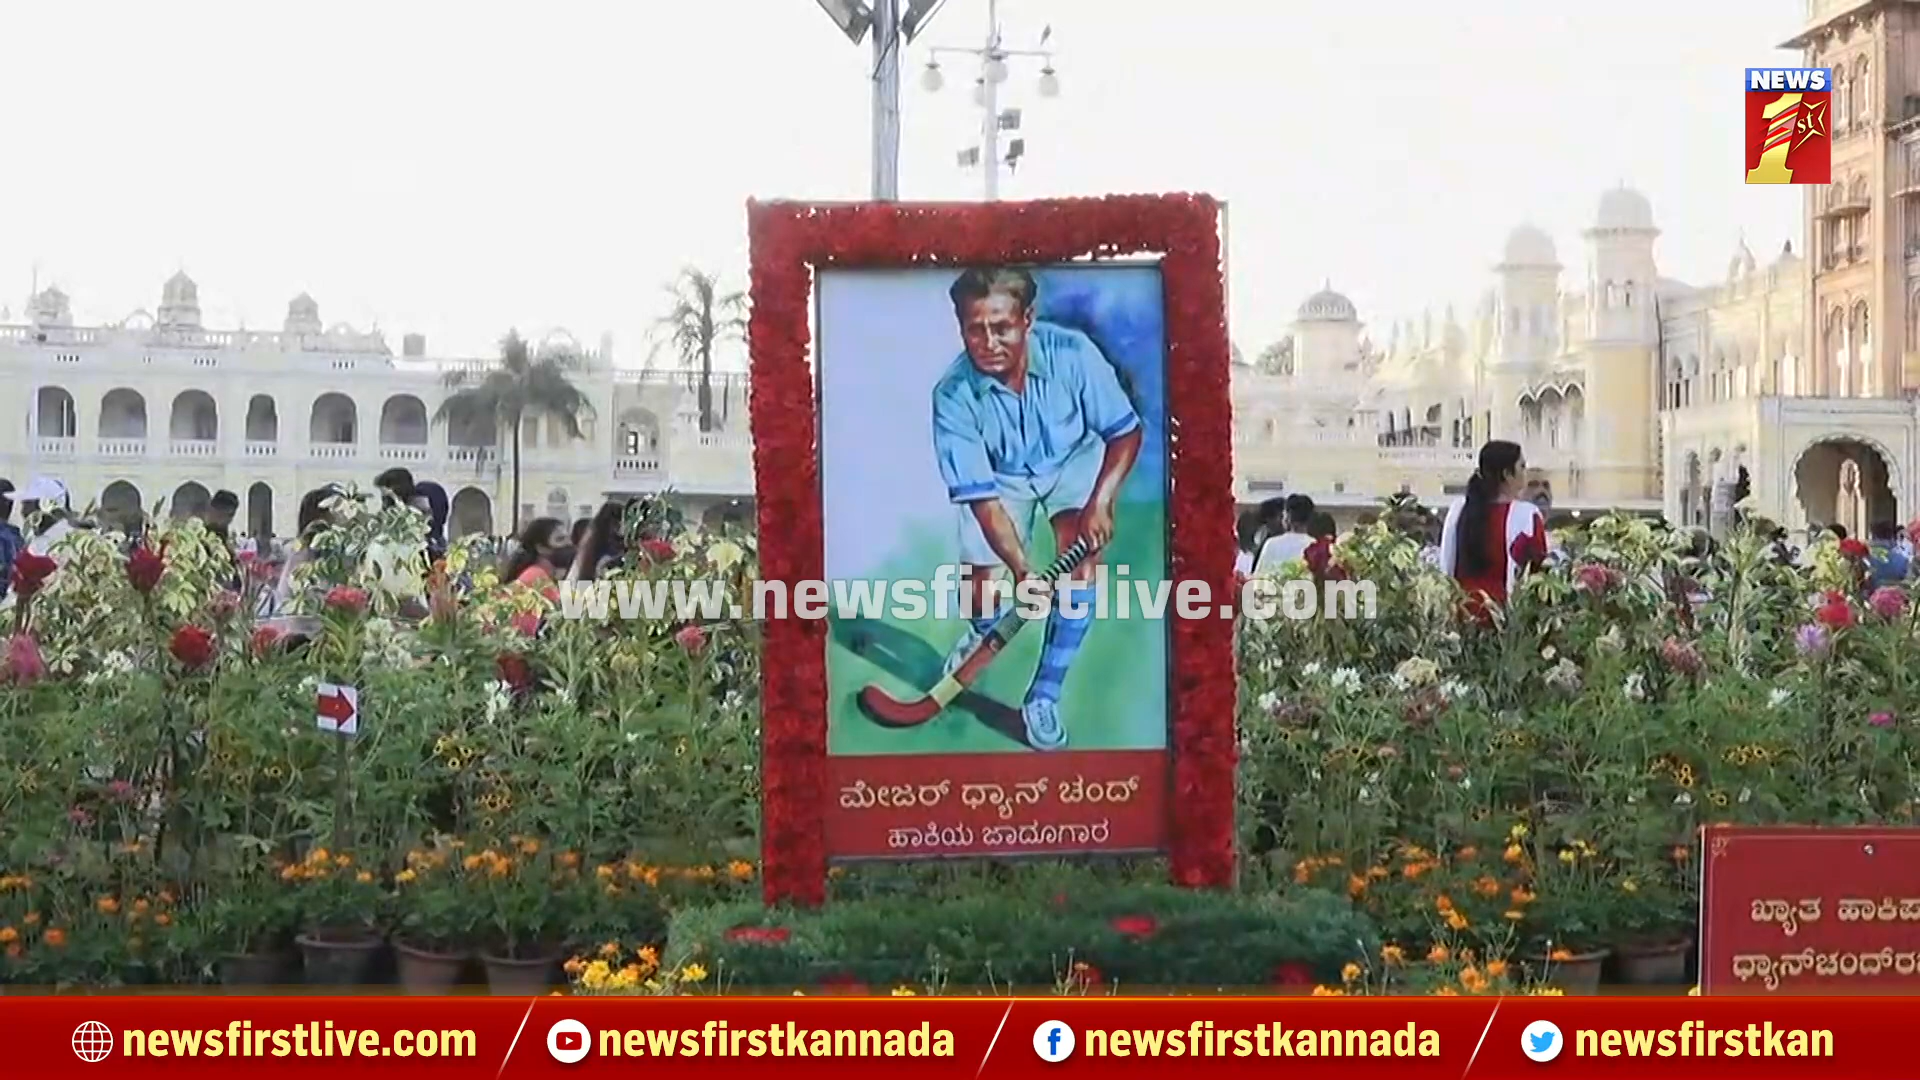 NEWS
1st
www.newsfirstlive.com
ಮೇಜರ್ ಧ್ಯಾನ್ ಚಂದ್
ಹಾಕಿಯ ಜಾದೂಗಾರ
ಖ್ಯಾತ ಹಾಕಿಪ
ಧ್ಯಾನ್‌ಚಂದ್‌ರ
newsfirstlive.com
newsfirstkannada
newsfirstkannada
newsfirstkan